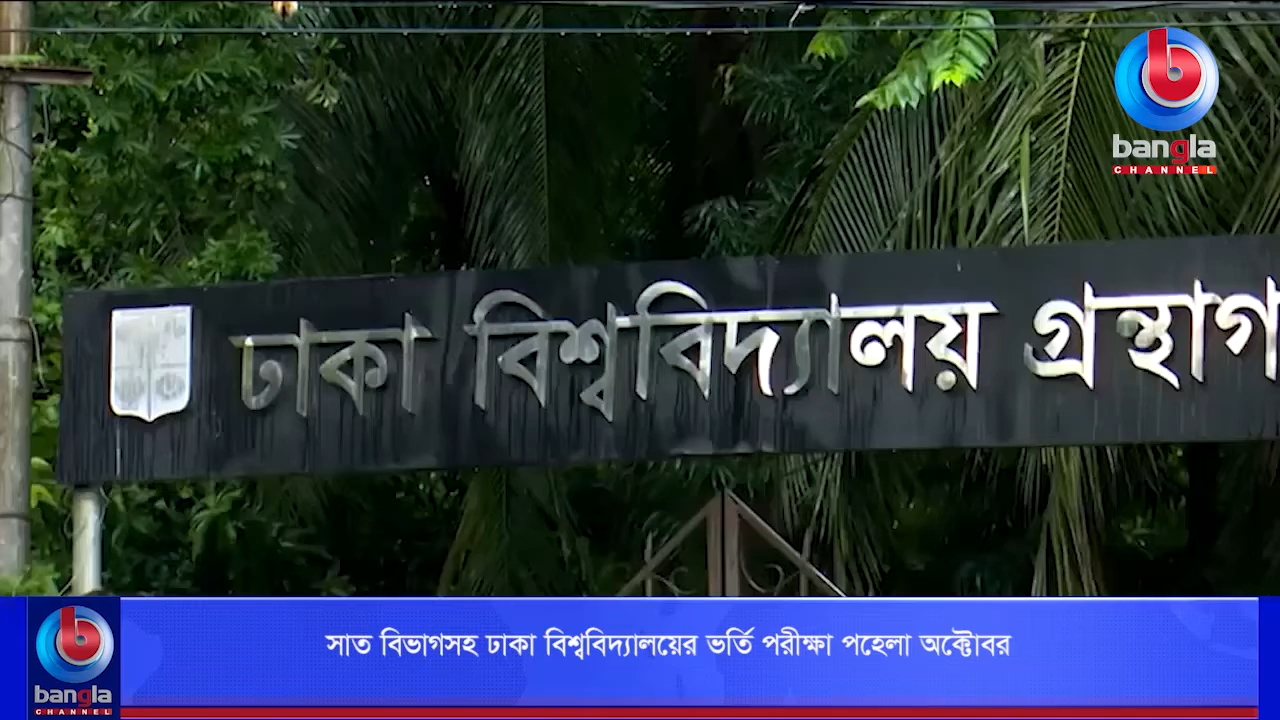 bangla
CHANNEL
ঢাকা বিশ্ববিদ্যালয় গ্রন্থাগ
সাত বিভাগসহ ঢাকা বিশ্ববিদ্যালয়ের ভর্তি পরীক্ষা পহেলা অক্টোবর
bangla
CHANNEL